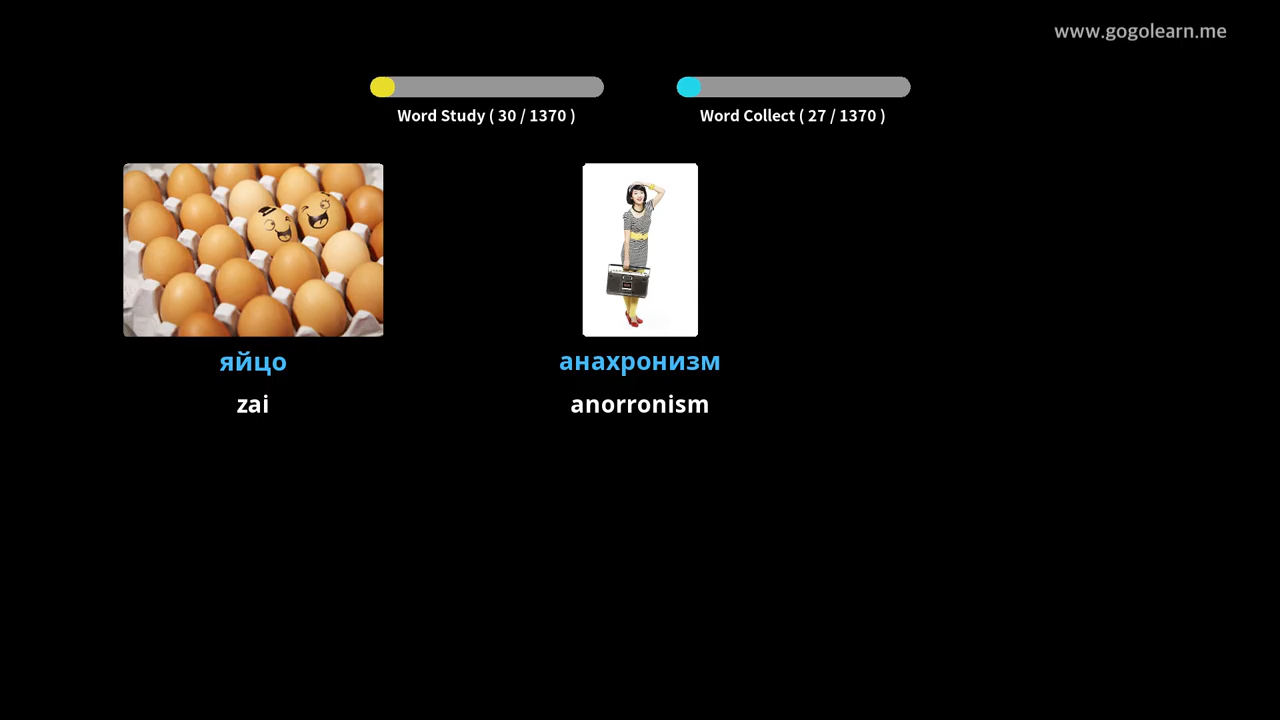 www.gogolearn.me
Word Study ( 30 / 1370 )
Word Collect ( 27 / 1370 )
яйцо
анахронизм
zai
anorronism